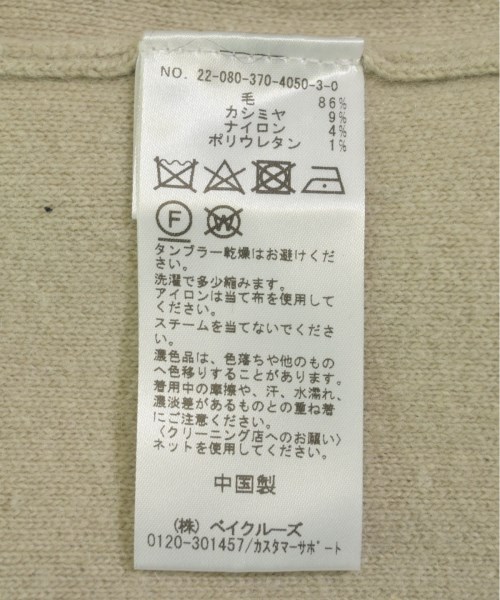 NO. 22-080-370-4050-3-0
毛 86%
カシミヤ 9%
ナイロン 4%
ポリウレタン 1%
F W
タンブラー乾燥はお避けくだ
さい。
洗濯で多少縮みます。
アイロンは当て布を使用して
ください。
スチームを当てないでくださ
い。
濃色品は、色落ちや他のもの
へ色移りすることがあります。
着用中の摩擦や、汗、水濡れ、
濃淡差があるものとの重ね着
にご注意ください。
〈クリーニング店へのお願い〉
ネットを使用してください。
中国製
(株) ベイクルーズ
0120-301457/カスタマーサポート